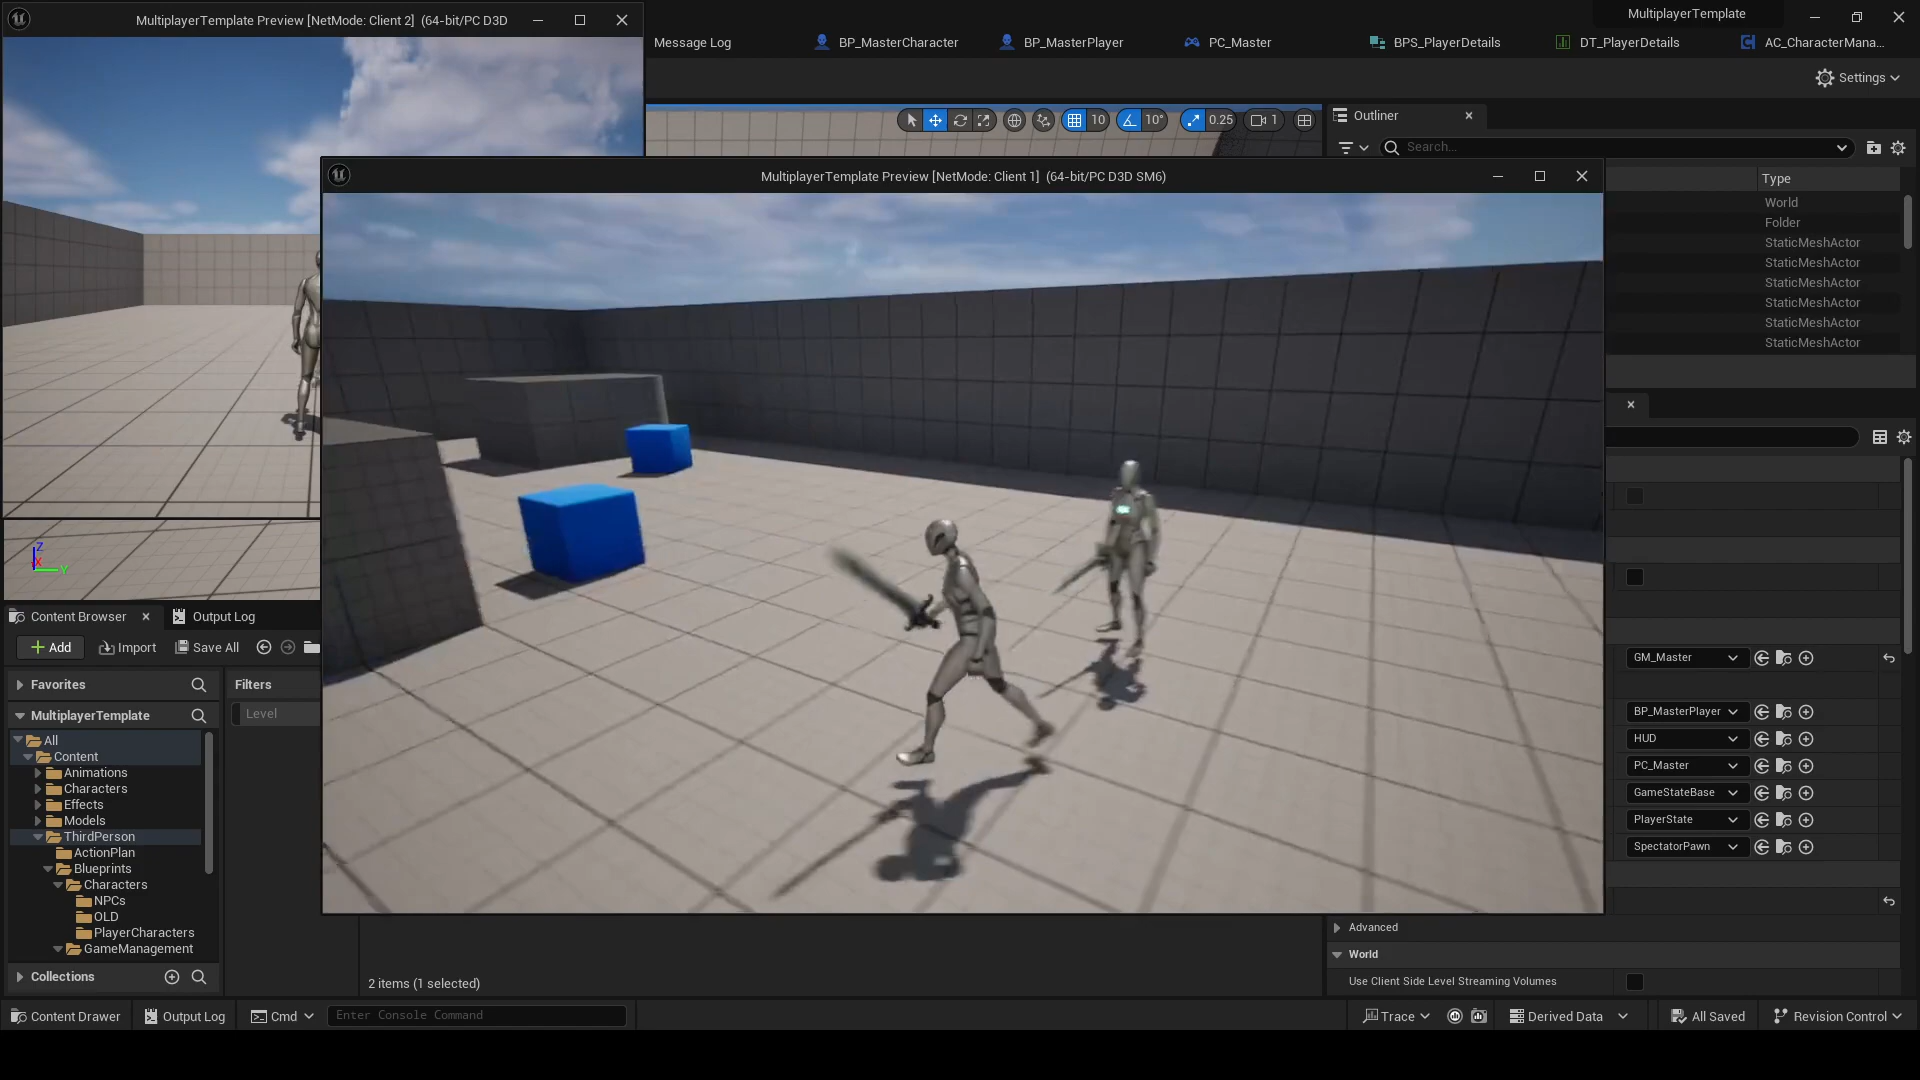 MultiplayerTemplate Preview [NetMode: Client 2] (64-bit/PC D3D
MultiplayerTemplate
Message Log
BP_MasterCharacter
BP_MasterPlayer
PC_Master
BPS_PlayerDetails
DT_PlayerDetails
AC_CharacterMana...
Settings
10
10°
0.25
1
Outliner
Search...
MultiplayerTemplate Preview [NetMode: Client 1] (64-bit/PC D3D SM6)
Type
World
Folder
StaticMeshActor
StaticMeshActor
StaticMeshActor
StaticMeshActor
StaticMeshActor
StaticMeshActor
Z
X
Y
Content Browser
Output Log
Add
Import
Save All
Favorites
Filters
Level
MultiplayerTemplate
All
Content
Animations
Characters
Effects
Models
ThirdPerson
ActionPlan
Blueprints
Characters
NPCs
OLD
PlayerCharacters
GameManagement
Collections
2 items (1 selected)
GM_Master
BP_MasterPlayer
HUD
PC_Master
GameStateBase
PlayerState
SpectatorPawn
Advanced
World
Use Client Side Level Streaming Volumes
Content Drawer
Output Log
Cmd
Enter Console Command
Trace
Derived Data
All Saved
Revision Control